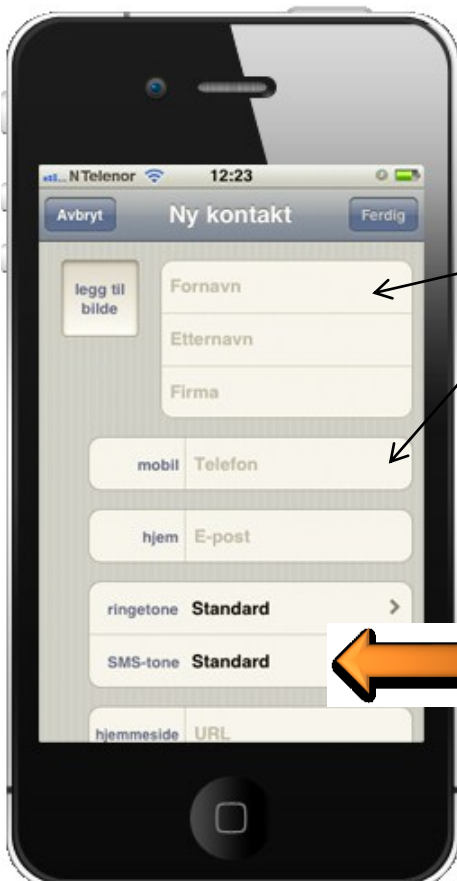 N Telenor 12:23
Avbryt Ny kontakt Ferdig
legg til
bilde
Fornavn
Etternavn
Firma
mobil Telefon
hjem E-post
ringetone Standard
SMS-tone Standard
hjemmeside URL